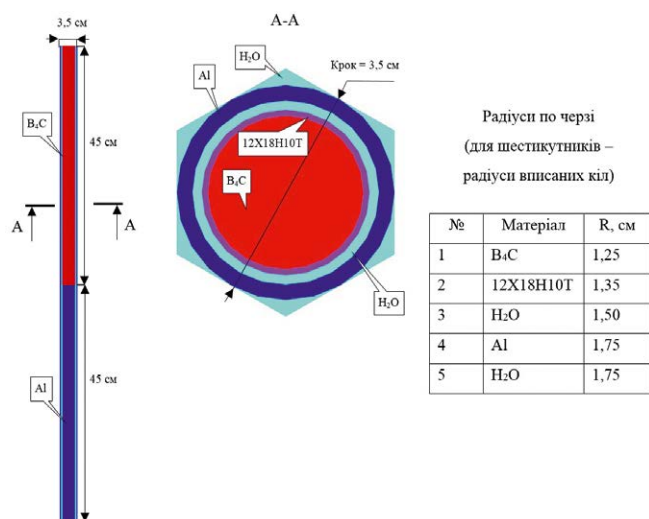 3,5 см
B₄C
45 см
A A
Al
45 см
A-A
H₂O
Al
Крок = 3,5 см
12X18H10T
B₄C
H₂O
Радіуси по черзі
(для шестикутників –
радіуси вписаних кіл)
№ Матеріал R, см
1 B₄C 1,25
2 12X18H10T 1,35
3 H₂O 1,50
4 Al 1,75
5 H₂O 1,75